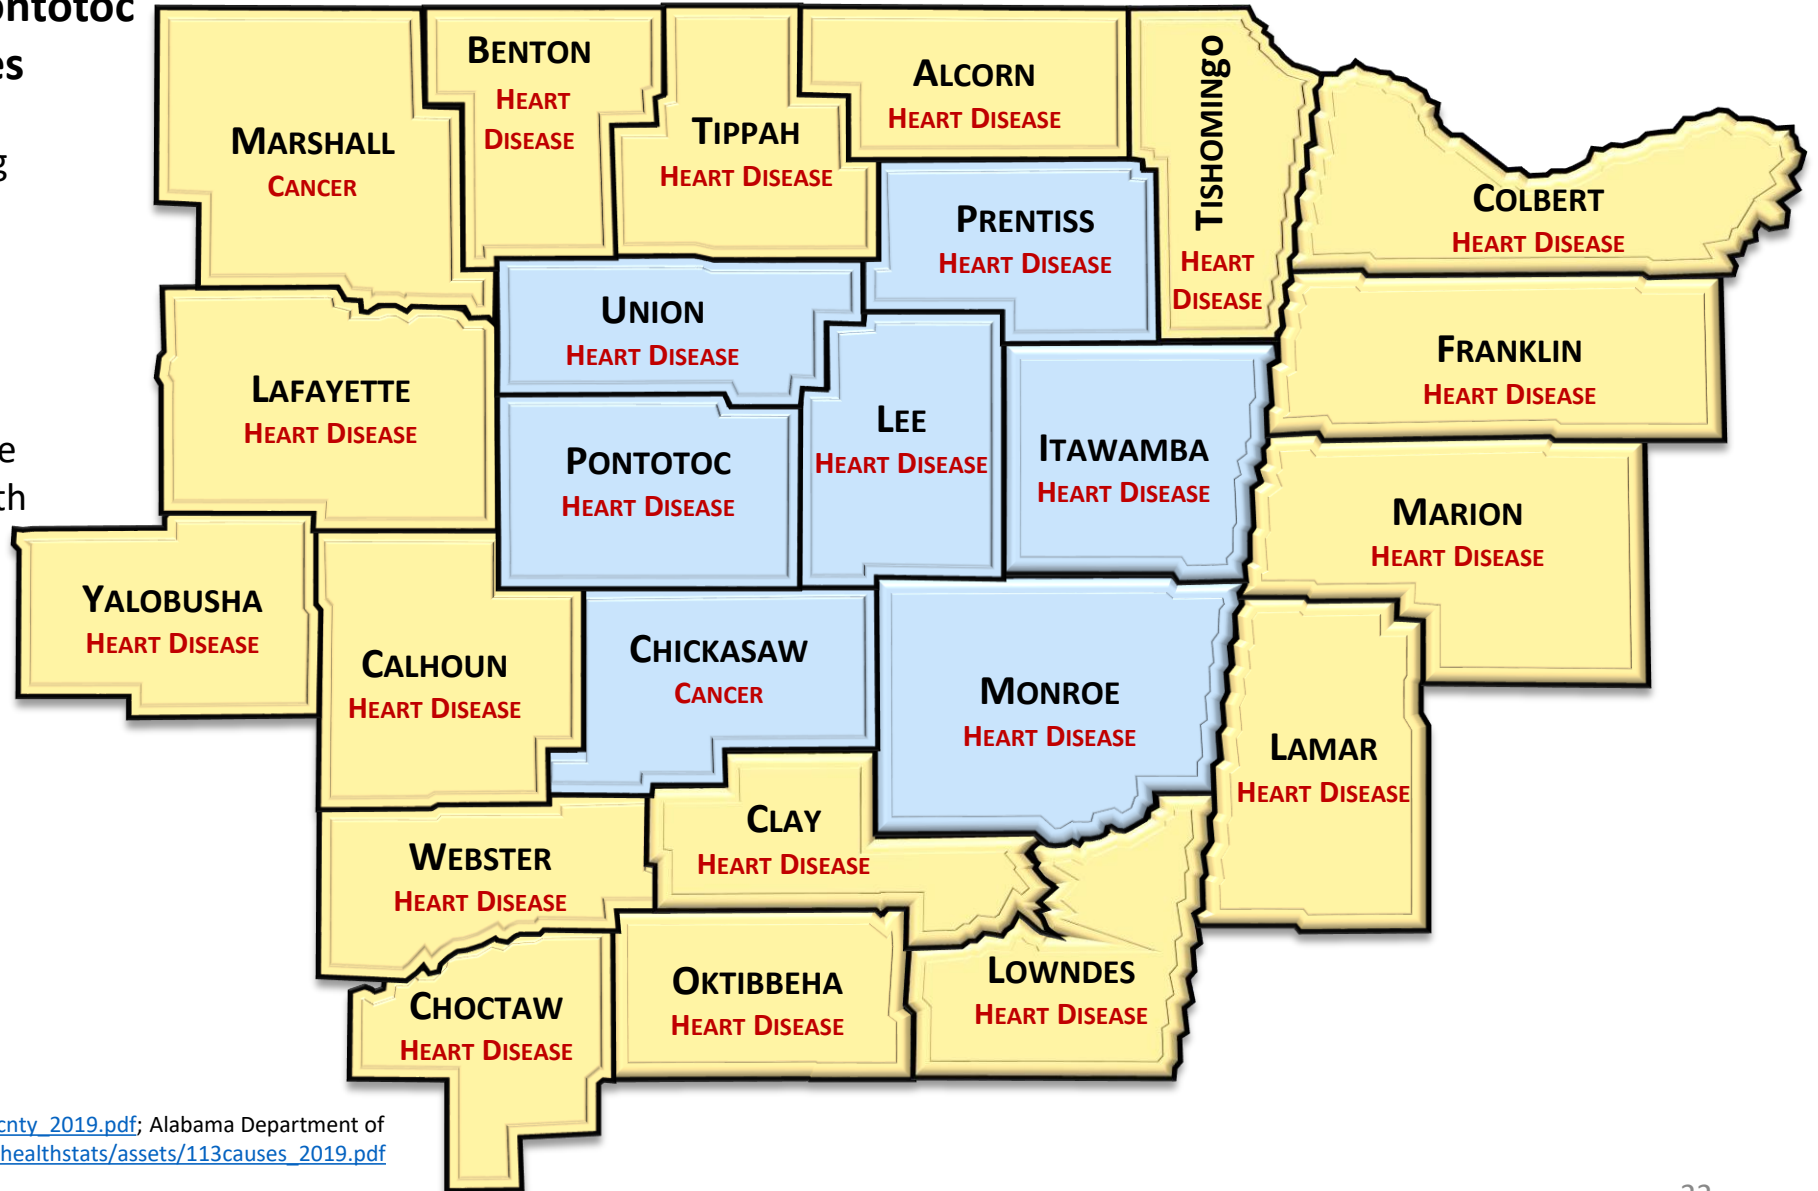 ontotoc
es
g
e
th
BENTON
HEART
DISEASE
MARSHALL
CANCER
TIPPAH
HEART DISEASE
ALCORN
HEART DISEASE
TISHOMINgO
HEART
DISEASE
COLBERT
HEART DISEASE
PRENTISS
HEART DISEASE
UNION
HEART DISEASE
FRANKLIN
HEART DISEASE
LAFAYETTE
HEART DISEASE
PONTOTOC
HEART DISEASE
LEE
HEART DISEASE
ITAWAMBA
HEART DISEASE
MARION
HEART DISEASE
YALOBUSHA
HEART DISEASE
CALHOUN
HEART DISEASE
CHICKASAW
CANCER
MONROE
HEART DISEASE
LAMAR
HEART DISEASE
WEBSTER
HEART DISEASE
CLAY
HEART DISEASE
CHOCTAW
HEART DISEASE
OKTIBBEHA
HEART DISEASE
LOWNDES
HEART DISEASE
cnty_2019.pdf; Alabama Department of
healthstats/assets/113causes_2019.pdf